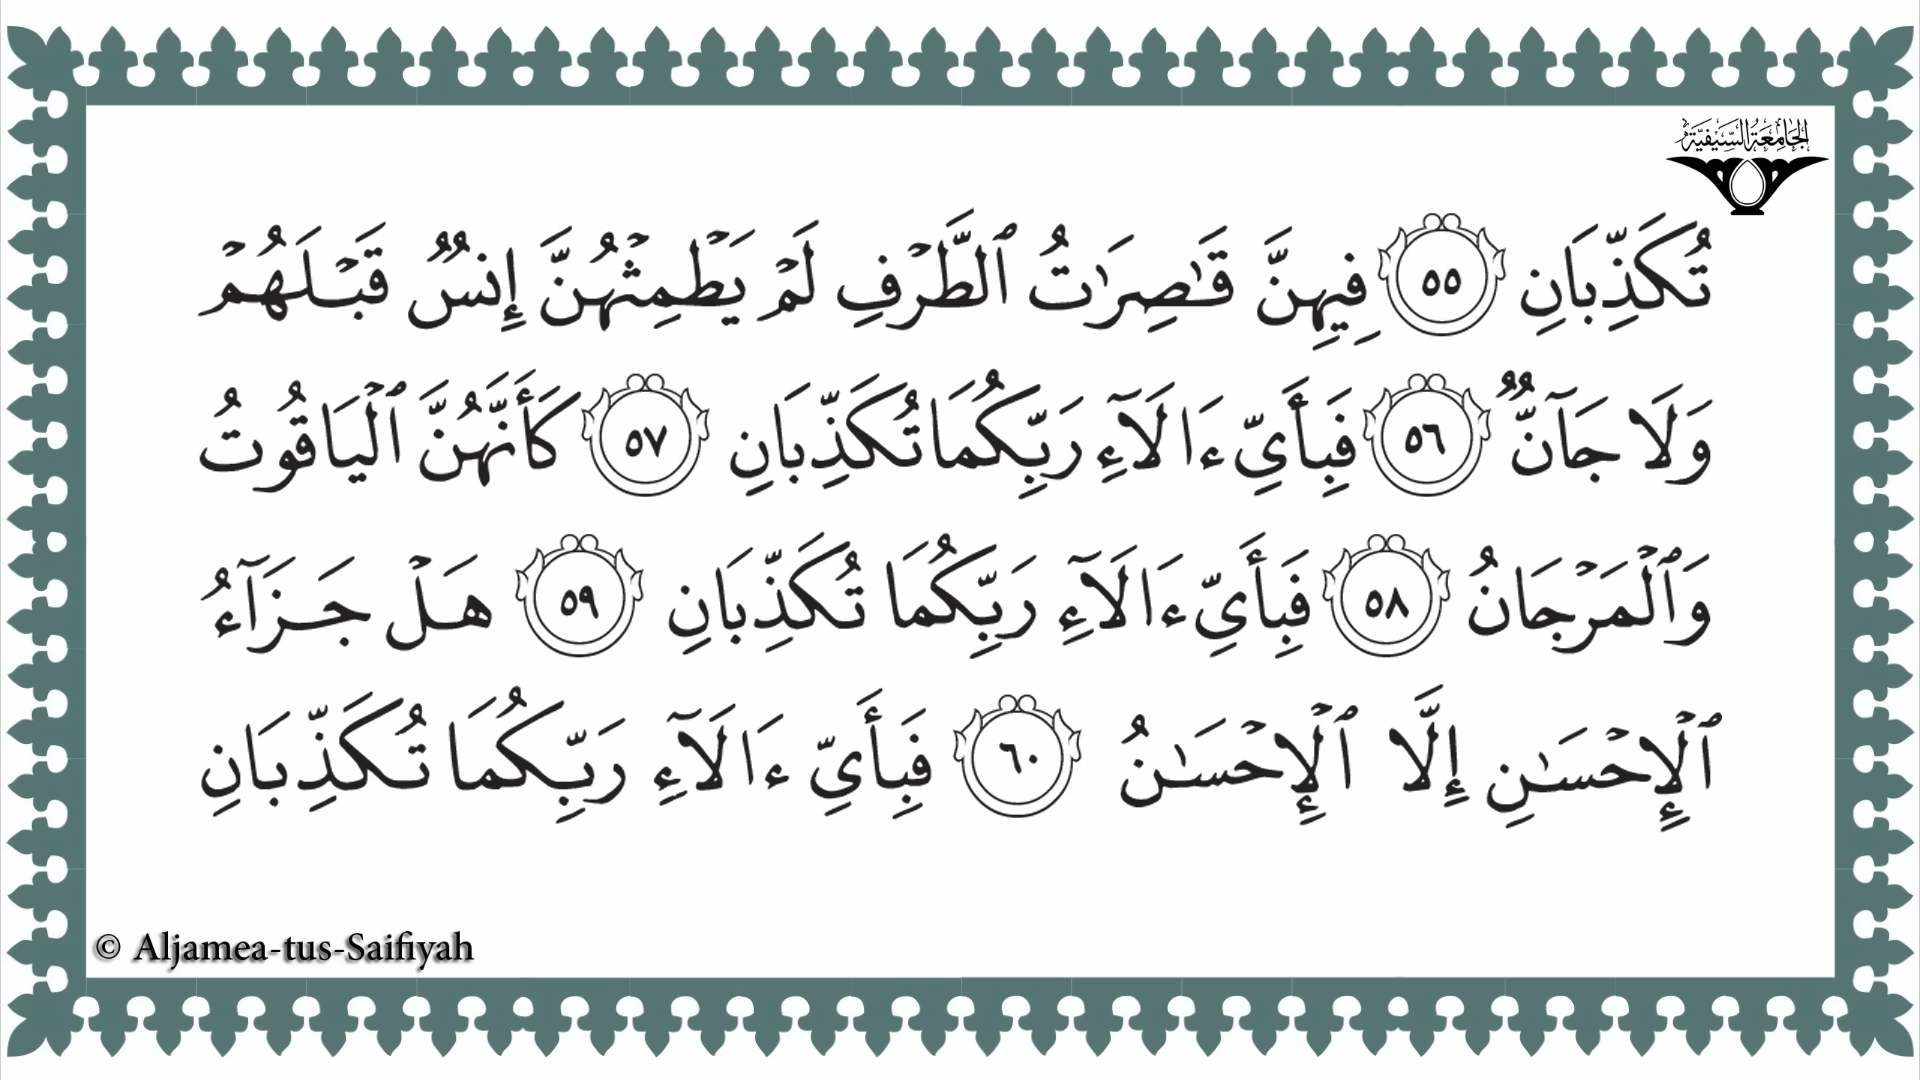 الجامعة السيفية
تُكَذِّبَانِ ٥٥ فِيهِنَّ قَٰصِرَٰتُ ٱلطَّرْفِ لَمْ يَطْمِثْهُنَّ إِنسٌ قَبْلَهُمْ
وَلَا جَآنٌّ ٥٦ فَبِأَىِّ ءَالَآءِ رَبِّكُمَا تُكَذِّبَانِ ٥٧ كَأَنَّهُنَّ ٱلْيَاقُوتُ
وَٱلْمَرْجَانُ ٥٨ فَبِأَىِّ ءَالَآءِ رَبِّكُمَا تُكَذِّبَانِ ٥٩ هَلْ جَزَآءُ
ٱلْإِحْسَٰنِ إِلَّا ٱلْإِحْسَٰنُ ٦٠ فَبِأَىِّ ءَالَآءِ رَبِّكُمَا تُكَذِّبَانِ
© Aljamea-tus-Saifiyah